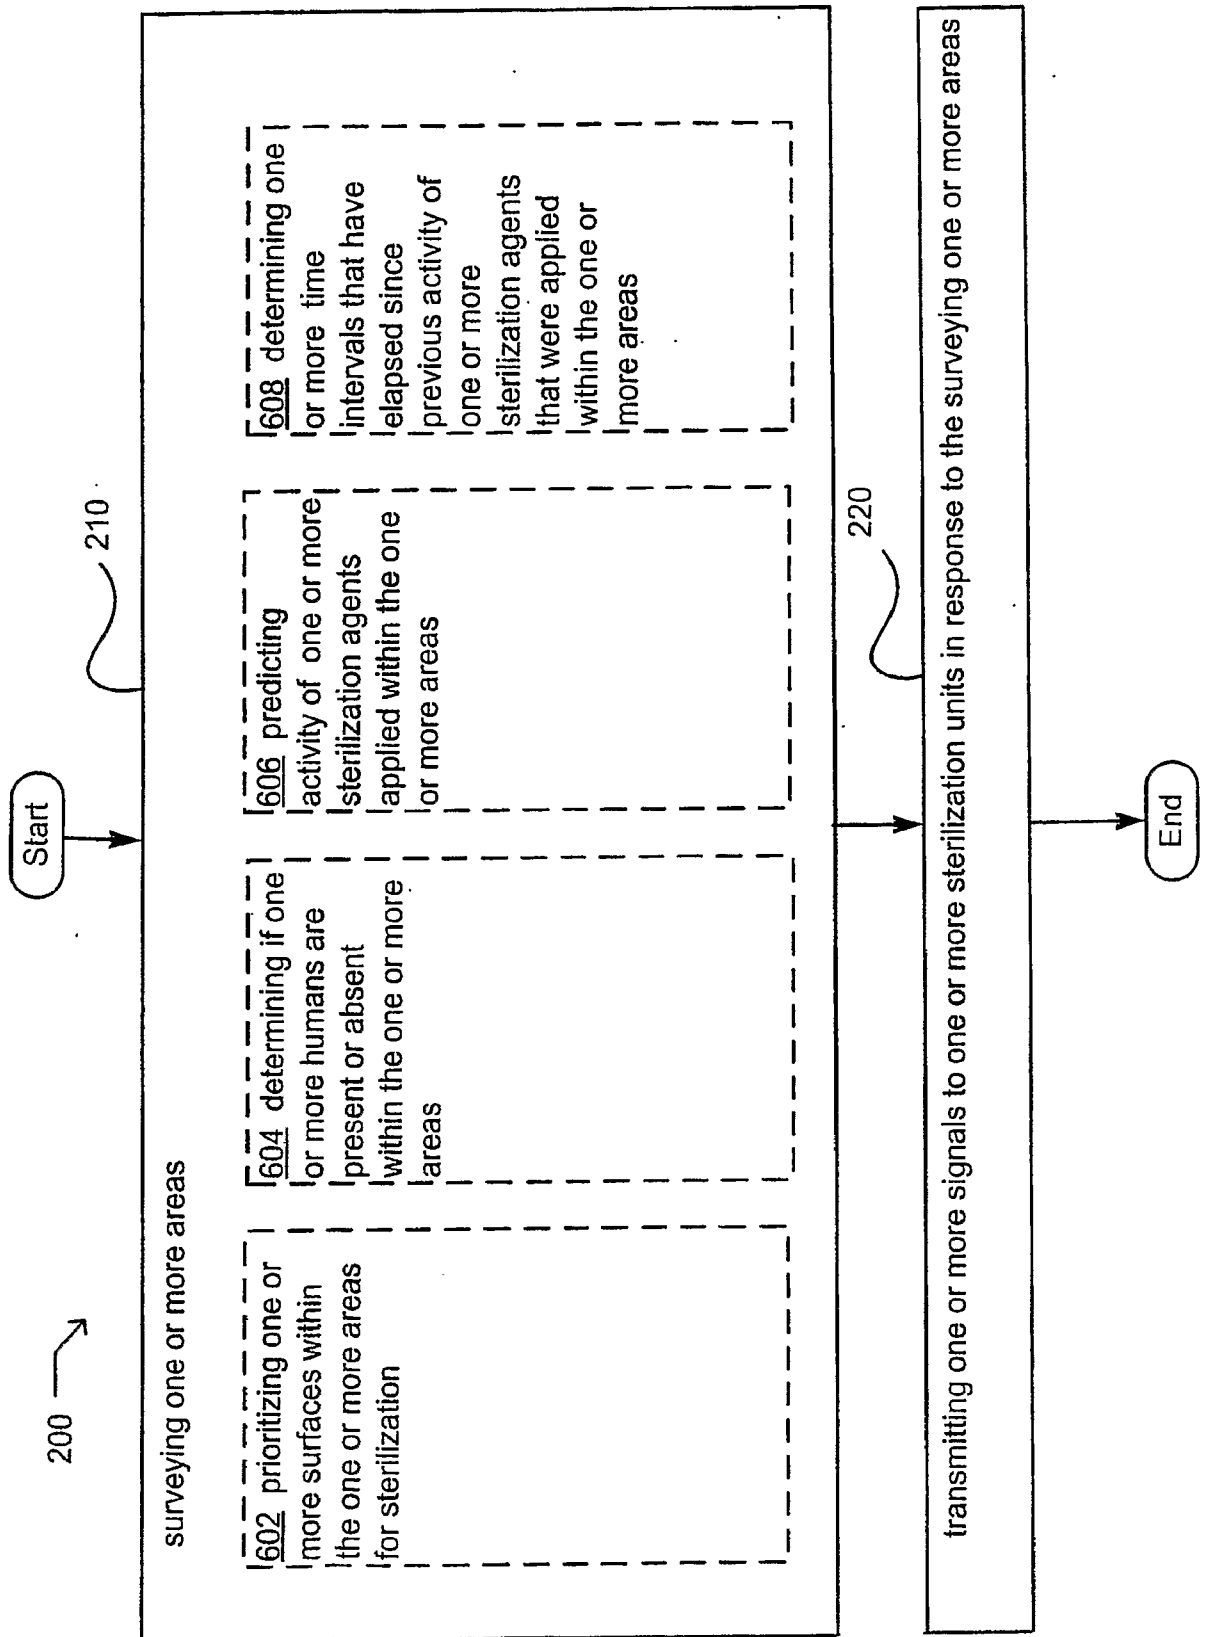 200
Start
210
surveying one or more areas
602 prioritizing one or
more surfaces within
the one or more areas
for sterilization
604 determining if one
or more humans are
present or absent
within the one or more
areas
606 predicting
activity of one or more
sterilization agents
applied within the one
or more areas
608 determining one
or more time
intervals that have
elapsed since
previous activity of
one or more
sterilization agents
that were applied
within the one or
more areas
220
transmitting one or more signals to one or more sterilization units in response to the surveying one or more areas
End